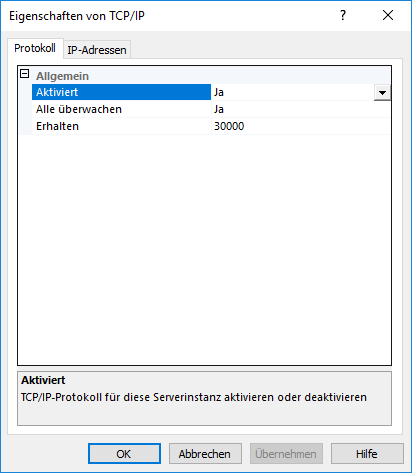 Eigenschaften von TCP/IP
Protokoll IP-Adressen
Allgemein
Aktiviert Ja
Alle überwachen Ja
Erhalten 30000
Aktiviert
TCP/IP-Protokoll für diese Serverinstanz aktivieren oder deaktivieren
OK Abbrechen Übernehmen Hilfe